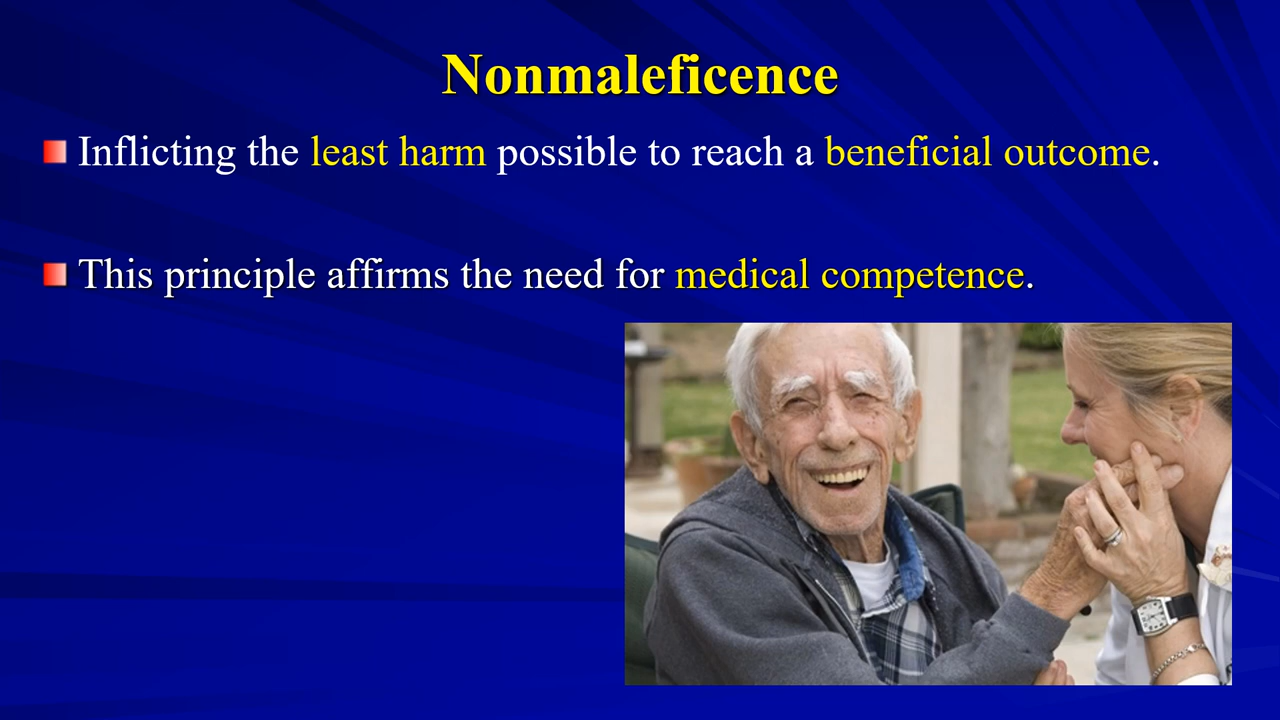 Nonmaleficence
Inflicting the least harm possible to reach a beneficial outcome.
This principle affirms the need for medical competence.